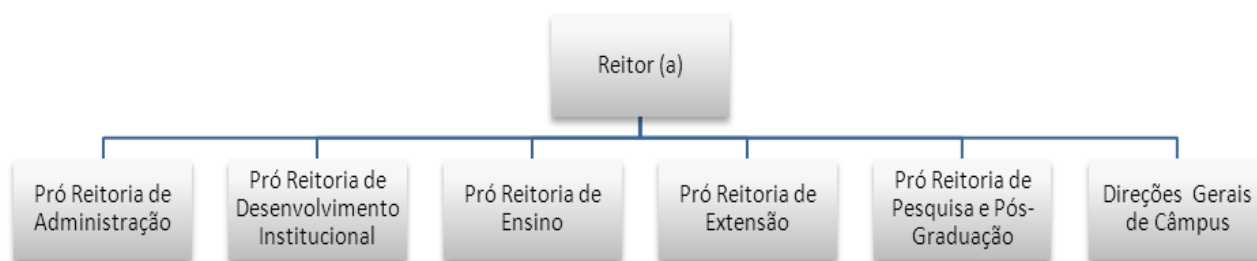 Reitor (a)
Pró Reitoria de
Administração
Pró Reitoria de
Desenvolvimento
Institucional
Pró Reitoria de
Ensino
Pró Reitoria de
Extensão
Pró Reitoria de
Pesquisa e Pós-
Graduação
Direções Gerais
de Câmpus